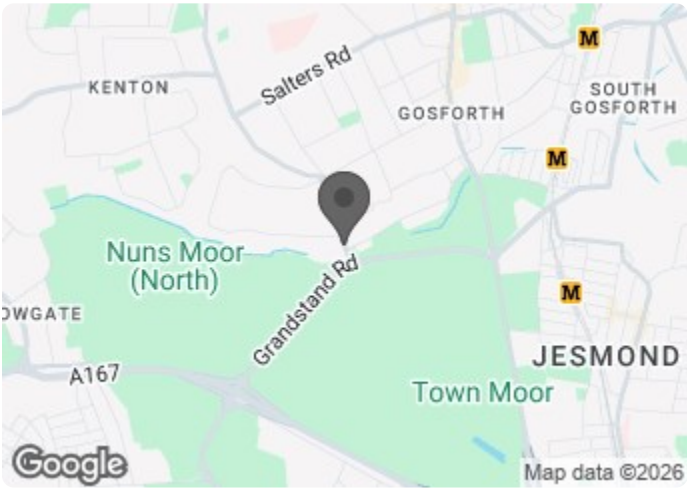 M
Salters Rd
KENTON
SOUTH
GOSFORTH
GOSFORTH
M
Nuns Moor
(North)
Grandstand Rd
M
OWGATE
JESMOND
A167
Town Moor
Google
Map data ©2026